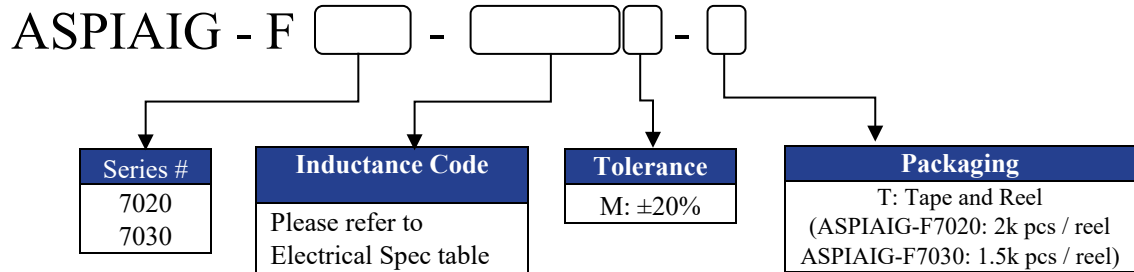 ASPIAIG - F - -
Series #
7020
7030
Inductance Code
Please refer to
Electrical Spec table
Tolerance
M: ±20%
Packaging
T: Tape and Reel
(ASPIAIG-F7020: 2k pcs / reel
ASPIAIG-F7030: 1.5k pcs / reel)